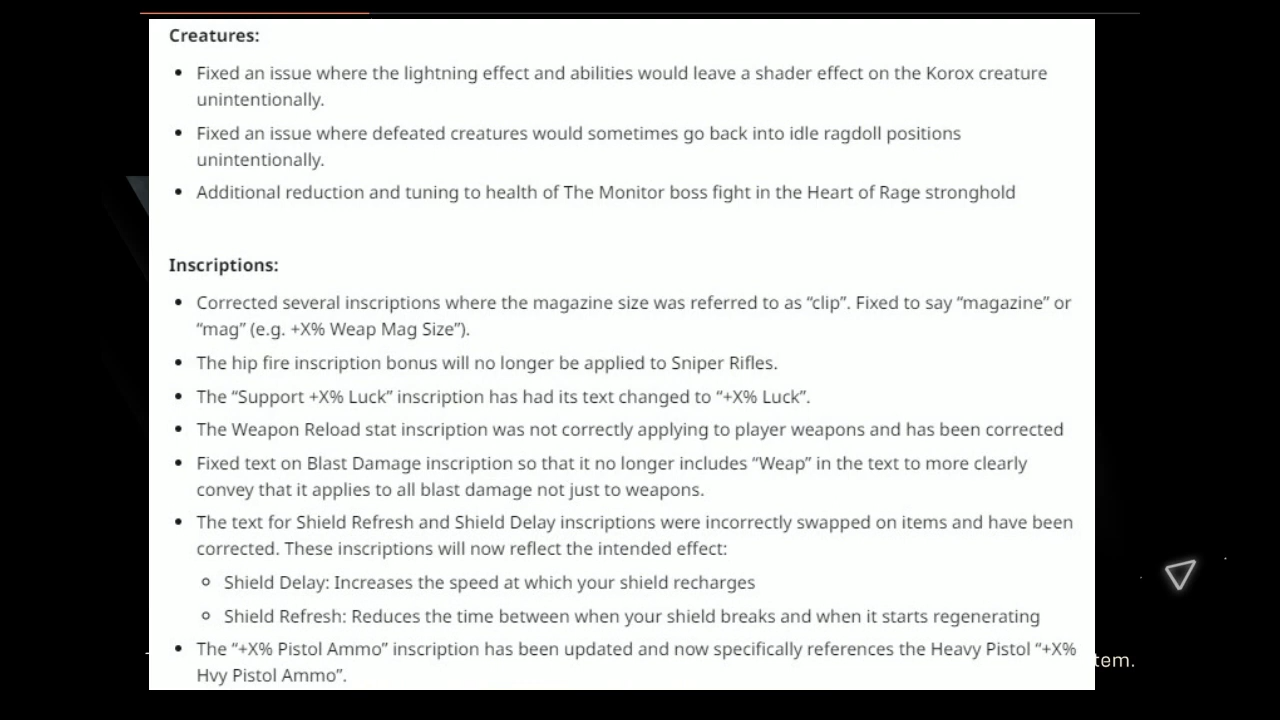 Creatures:
• Fixed an issue where the lightning effect and abilities would leave a shader effect on the Korox creature
unintentionally.
• Fixed an issue where defeated creatures would sometimes go back into idle ragdoll positions
unintentionally.
• Additional reduction and tuning to health of The Monitor boss fight in the Heart of Rage stronghold
Inscriptions:
• Corrected several inscriptions where the magazine size was referred to as “clip”. Fixed to say “magazine” or
“mag” (e.g. +X% Weap Mag Size”).
• The hip fire inscription bonus will no longer be applied to Sniper Rifles.
• The “Support +X% Luck” inscription has had its text changed to “+X% Luck”.
• The Weapon Reload stat inscription was not correctly applying to player weapons and has been corrected
• Fixed text on Blast Damage inscription so that it no longer includes “Weap” in the text to more clearly
convey that it applies to all blast damage not just to weapons.
• The text for Shield Refresh and Shield Delay inscriptions were incorrectly swapped on items and have been
corrected. These inscriptions will now reflect the intended effect:
○ Shield Delay: Increases the speed at which your shield recharges
○ Shield Refresh: Reduces the time between when your shield breaks and when it starts regenerating
• The “+X% Pistol Ammo” inscription has been updated and now specifically references the Heavy Pistol “+X%
Hvy Pistol Ammo”.
tem.